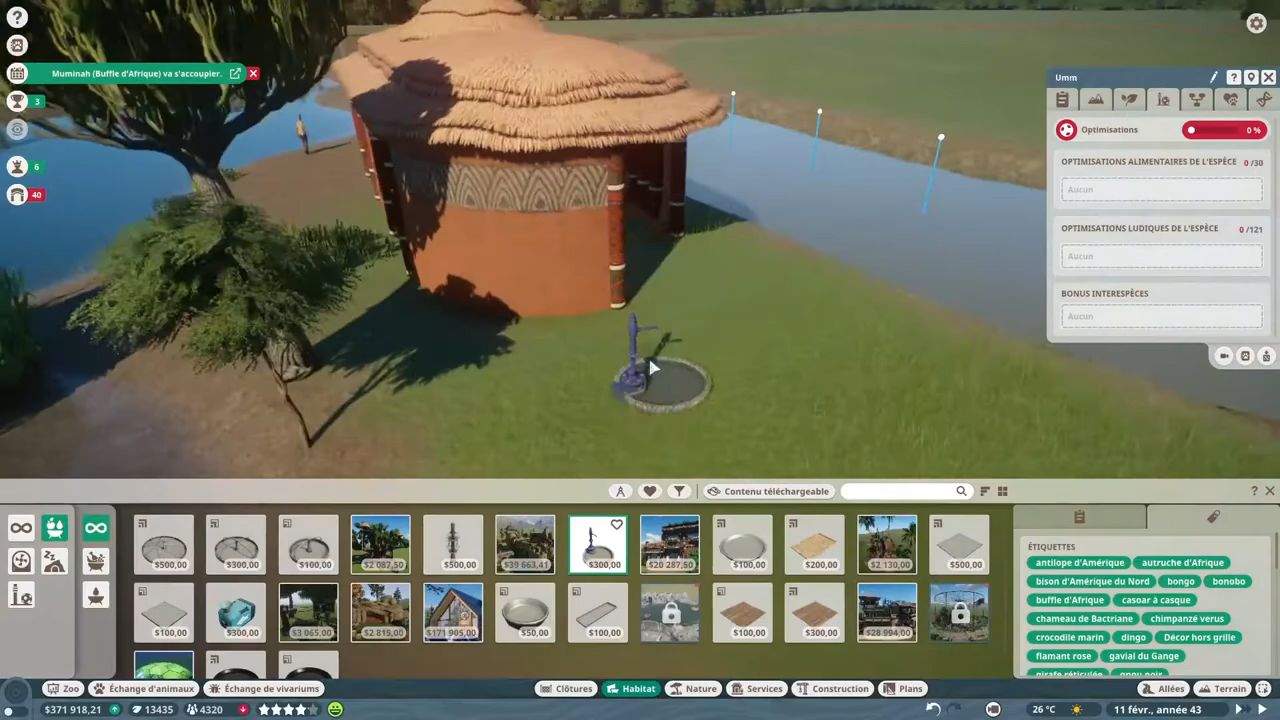 Muminah (Buffle d'Afrique) va s'accoupler.
3
6
40
Umm
Optimisations 0 %
OPTIMISATIONS ALIMENTAIRES DE L'ESPÈCE 0 /30
Aucun
OPTIMISATIONS LUDIQUES DE L'ESPÈCE 0 /121
Aucun
BONUS INTERESPÈCES
Aucun
Contenu téléchargeable
$500,00 $300,00 $100,00 $2 087,50 $500,00 $39 663,41 $300,00 $20 287,50 $100,00 $200,00 $2 130,00 $500,00
$100,00 $300,00 $3 065,00 $2 815,00 $171 905,00 $50,00 $100,00 $100,00 $300,00 $28 994,00
ÉTIQUETTES
antilope d'Amérique autruche d'Afrique
bison d'Amérique du Nord bongo bonobo
buffle d'Afrique casoar à casque
chameau de Bactriane chimpanzé verus
crocodile marin dingo Décor hors grille
flamant rose gavial du Gange
girafe réticulée gnou noir
Zoo Échange d'animaux Échange de vivariums Clôtures Habitat Nature Services Construction Plans Allées Terrain
$371 918,21 13435 4320 26 °C 11 févr., année 43